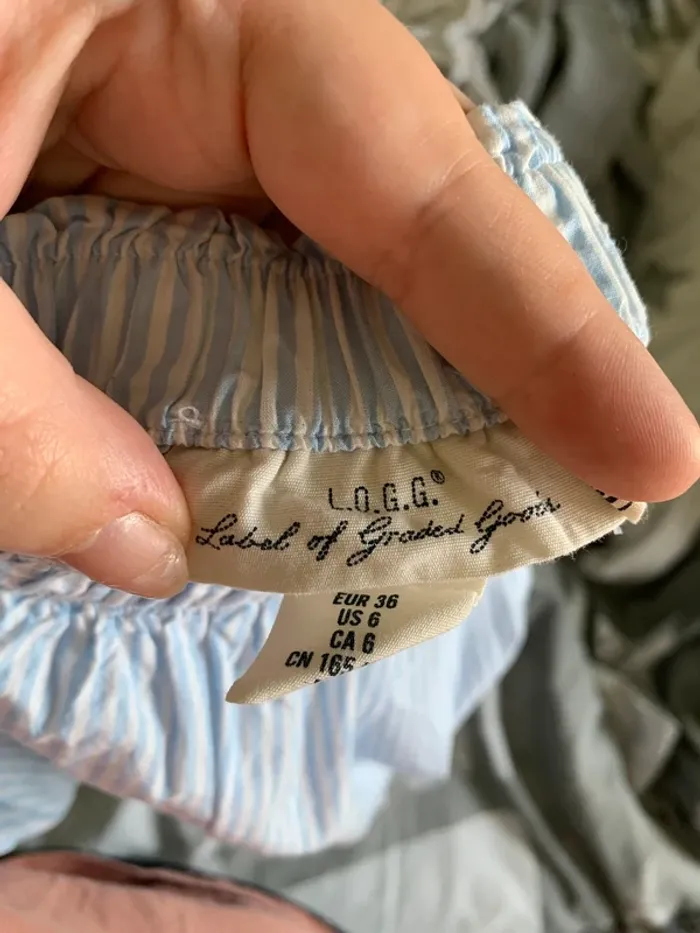 L.O.G.G.®
Label of Graded Goods
EUR 36
US 6
CA 6
CN 165